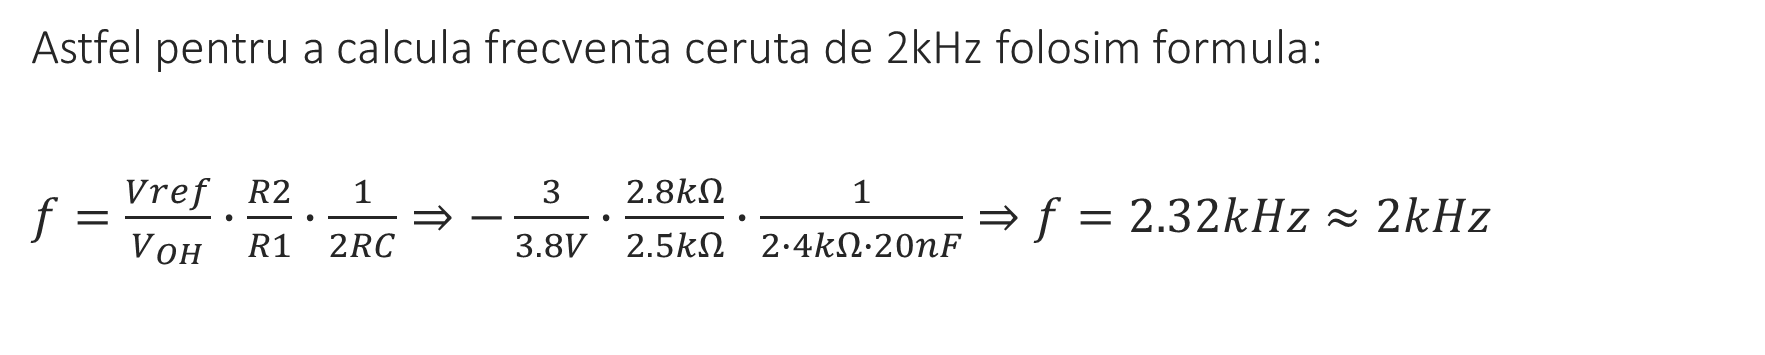 Astfel pentru a calcula frecventa ceruta de 2kHz folosim formula:
f = Vref/V_OH · R2/R1 · 1/2RC ⇒ − 3/3.8V · 2.8kΩ/2.5kΩ · 1/2·4kΩ·20nF ⇒ f = 2.32kHz ≈ 2kHz